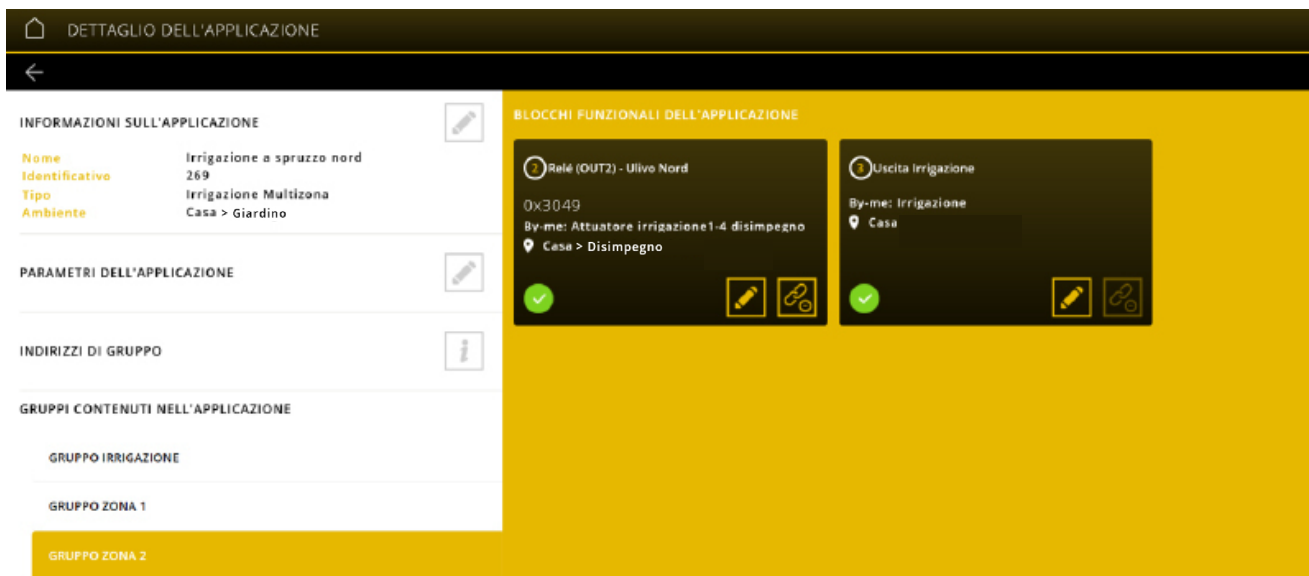 DETTAGLIO DELL'APPLICAZIONE
INFORMAZIONI SULL'APPLICAZIONE
Nome Irrigazione a spruzzo nord
Identificativo 269
Tipo Irrigazione Multizona
Ambiente Casa > Giardino
PARAMETRI DELL'APPLICAZIONE
INDIRIZZI DI GRUPPO
GRUPPI CONTENUTI NELL'APPLICAZIONE
GRUPPO IRRIGAZIONE
GRUPPO ZONA 1
GRUPPO ZONA 2
BLOCCHI FUNZIONALI DELL'APPLICAZIONE
2 Relé (OUT2) - Ulivo Nord
0x3049
By-me: Attuatore irrigazione1-4 disimpegno
Casa > Disimpegno
3 Uscita Irrigazione
By-me: Irrigazione
Casa